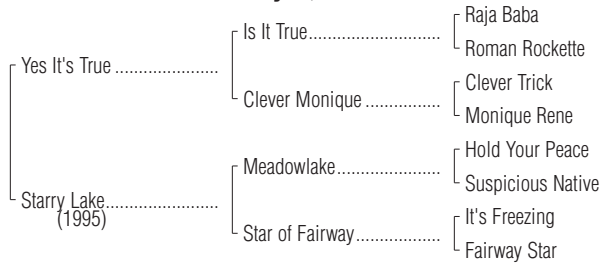 Raja Baba
Is It True
Roman Rockette
Yes It's True
Clever Trick
Clever Monique
Monique Rene
Hold Your Peace
Meadowlake
Suspicious Native
Starry Lake
(1995)
It's Freezing
Star of Fairway
Fairway Star